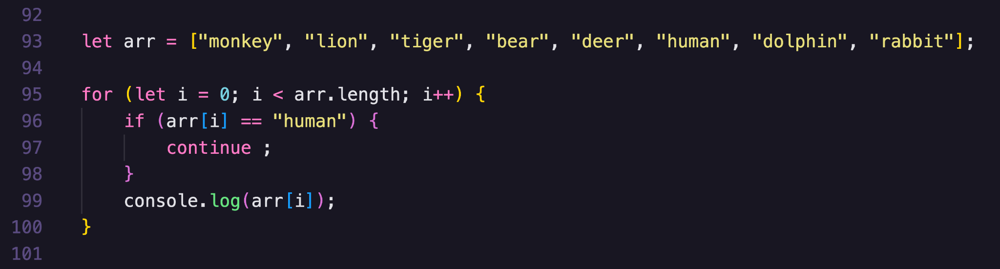 92
93 let arr = ["monkey", "lion", "tiger", "bear", "deer", "human", "dolphin", "rabbit"];
94
95 for (let i = 0; i < arr.length; i++) {
96     if (arr[i] == "human") {
97         continue ;
98     }
99     console.log(arr[i]);
100 }
101